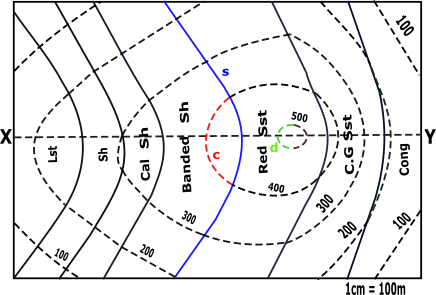 100
s
X
Lst
Sh
Cal Sh
Banded Sh
c
Red Sst
d
500
C.G Sst
Cong
Y
400
300
300
200
200
100
100
1cm = 100m